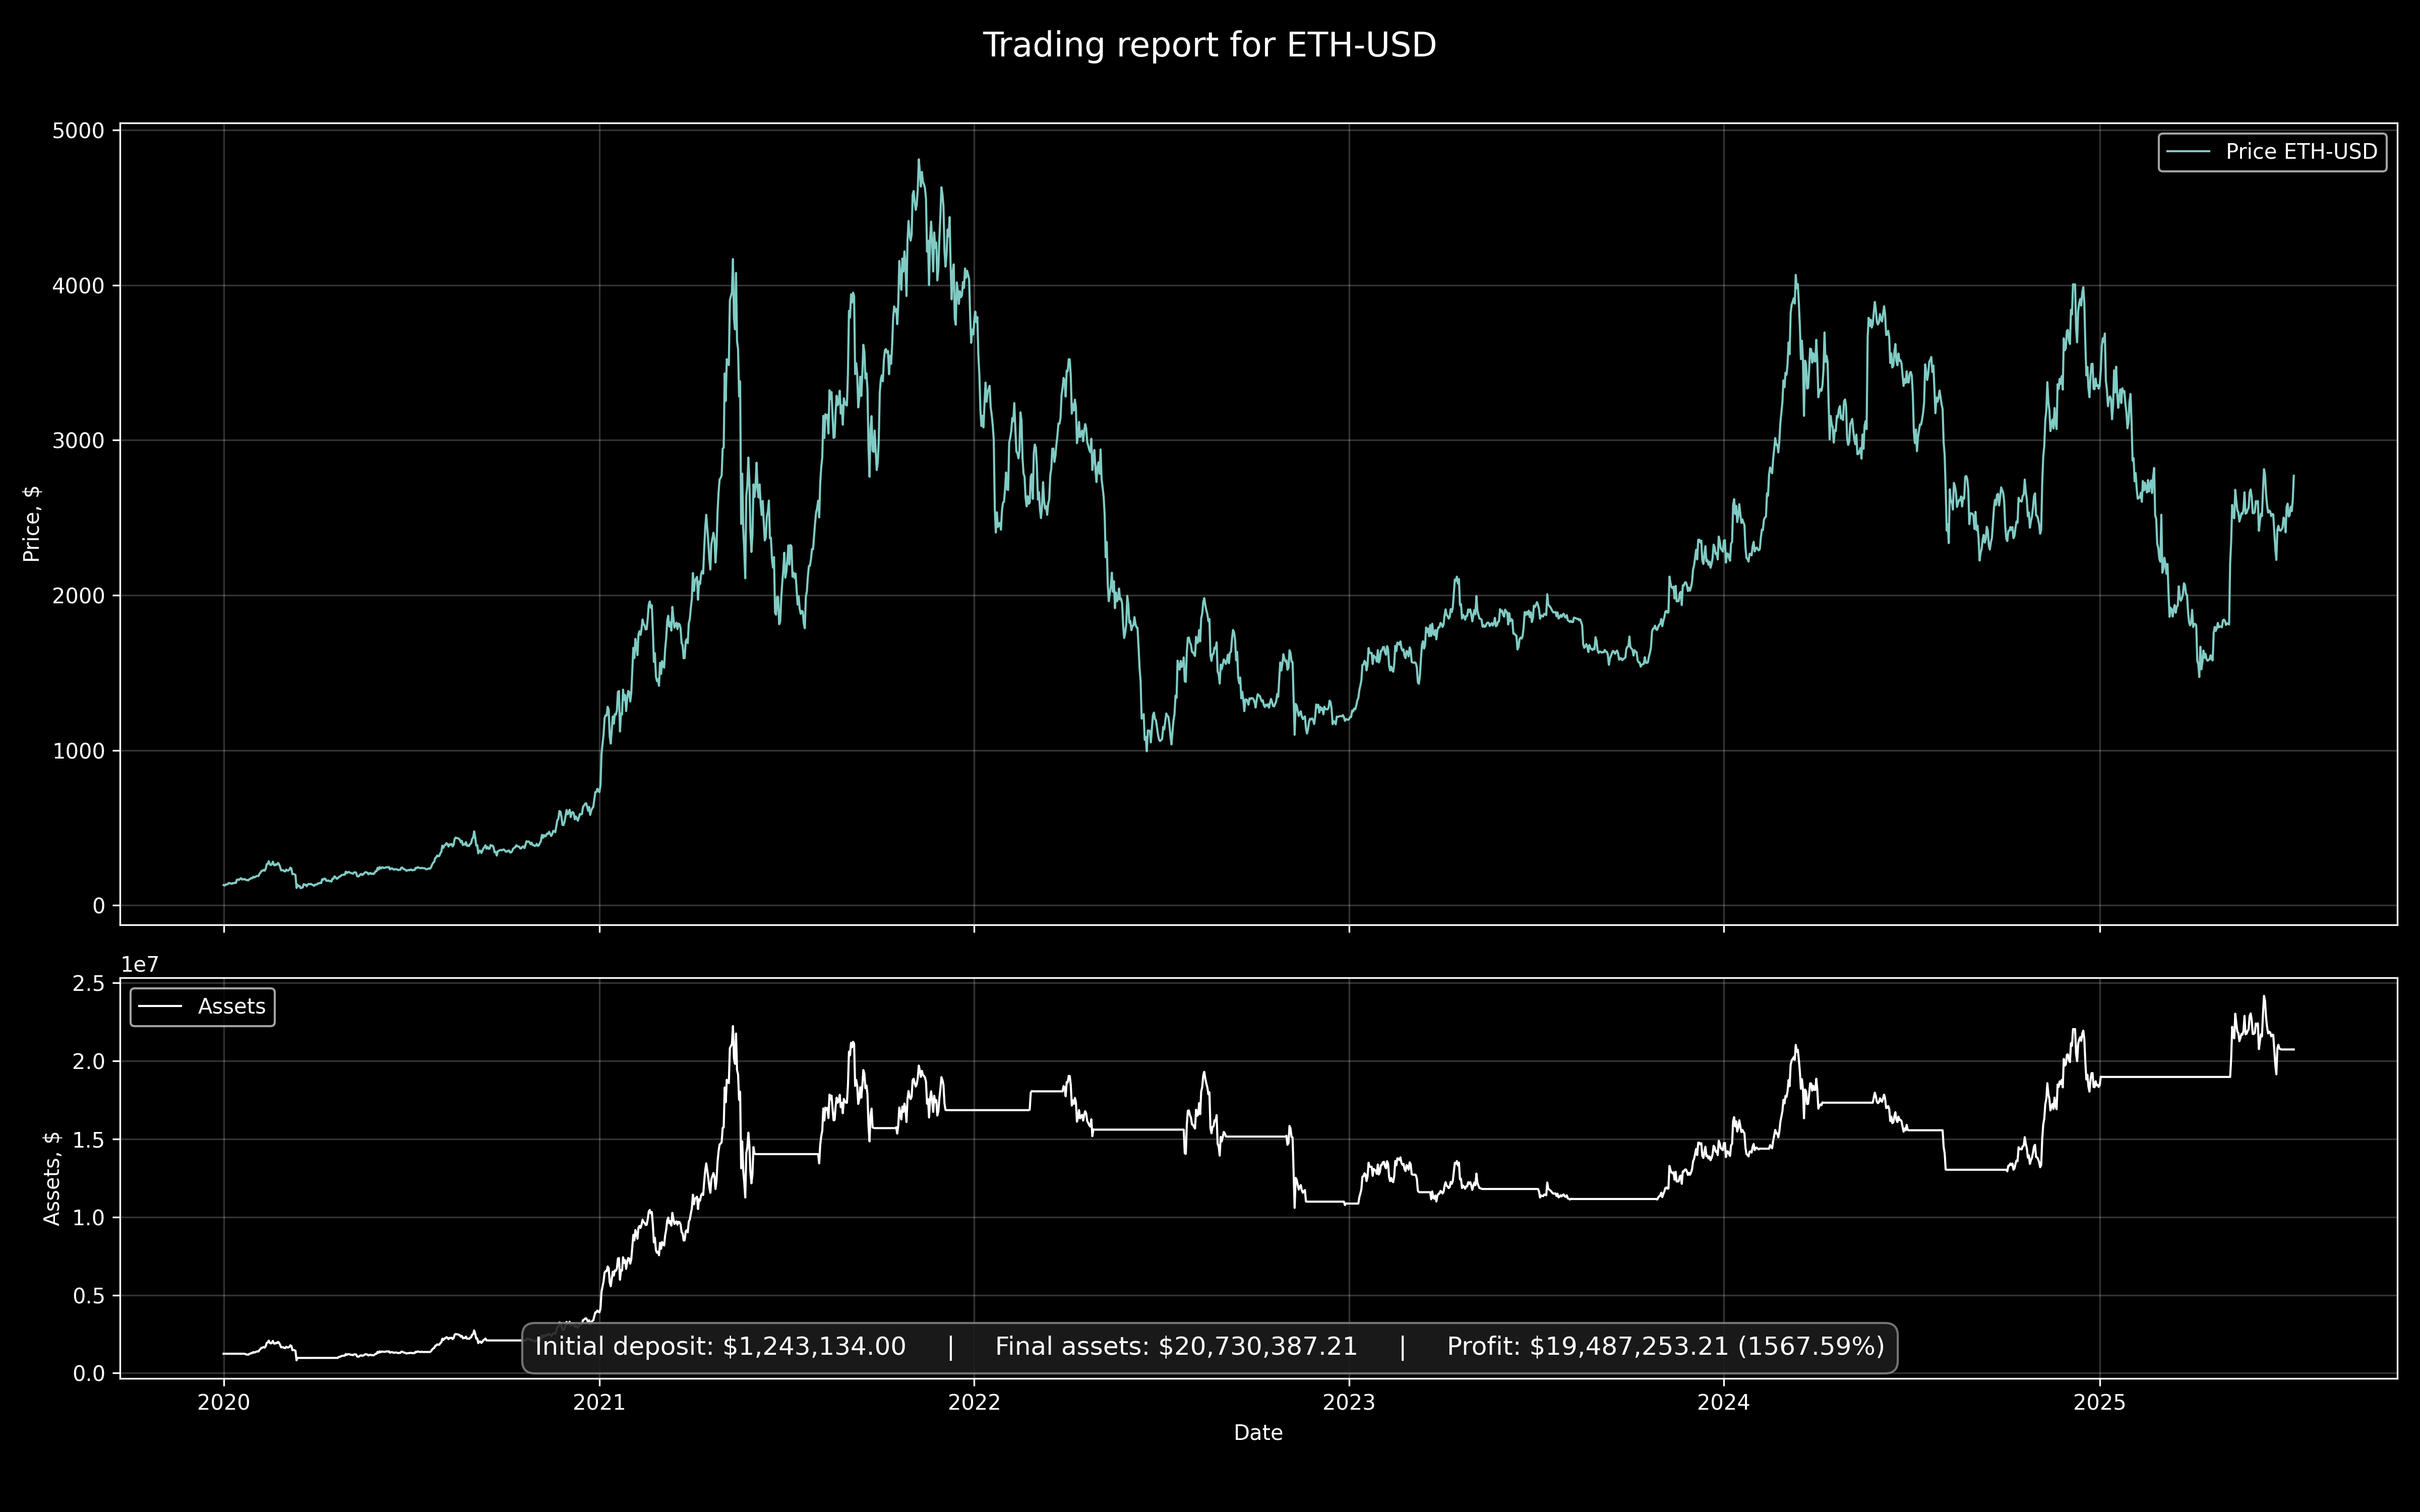 Trading report for ETH-USD
5000
4000
3000
2000
1000
0
Price, $
Price ETH-USD
1e7
2.5
2.0
1.5
1.0
0.5
0.0
Assets, $
Assets
Initial deposit: $1,243,134.00 | Final assets: $20,730,387.21 | Profit: $19,487,253.21 (1567.59%)
2020 2021 2022 2023 2024 2025
Date